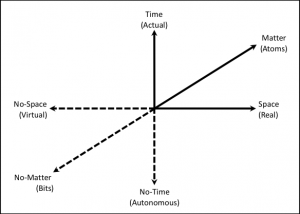 Time
(Actual)
Matter
(Atoms)
No-Space
(Virtual)
Space
(Real)
No-Matter
(Bits)
No-Time
(Autonomous)